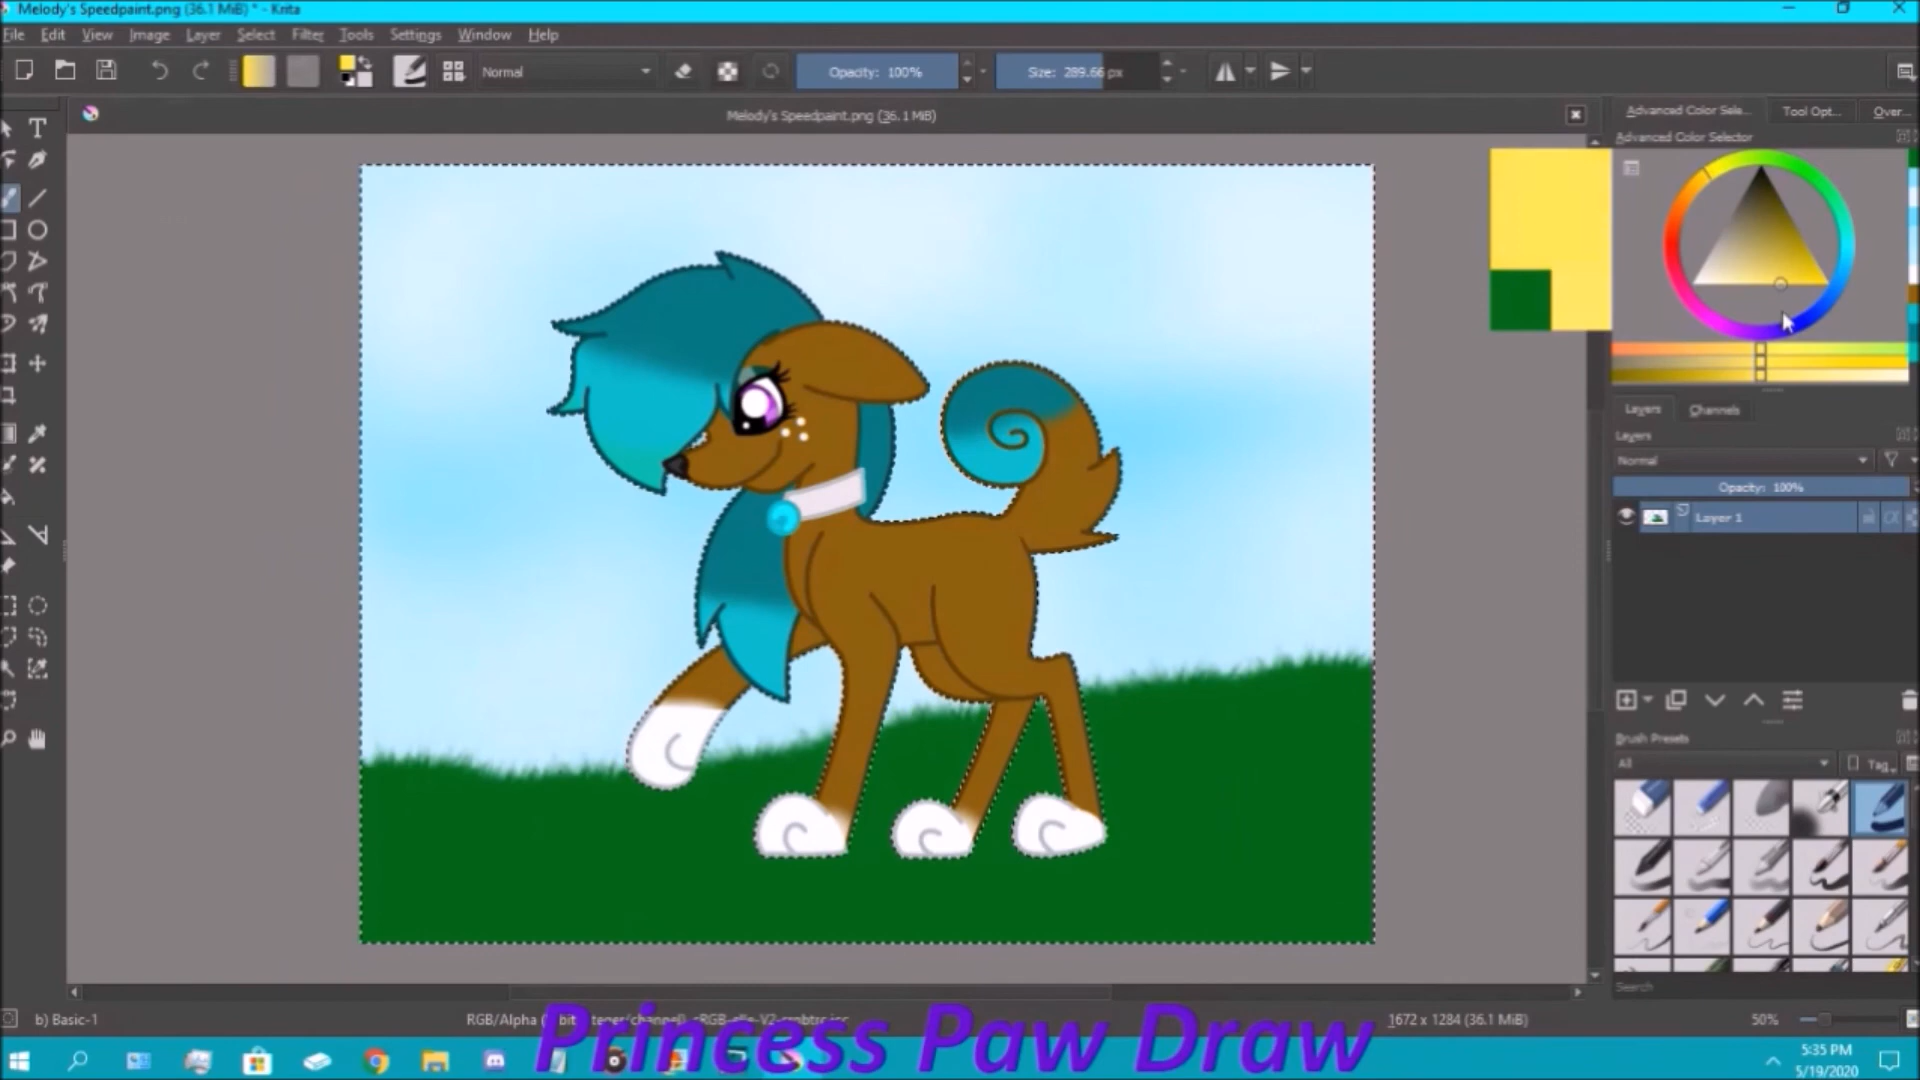 Melody's Speedpaint.png (36.1 MiB) * - Krita
File Edit View Image Layer Select Filter Tools Settings Window Help
Normal Opacity: 100% Size: 289.66 px
Melody's Speedpaint.png (36.1 MiB)
Advanced Color Sele... Tool Opt... Over...
Advanced Color Selector
Layers Channels
Layers
Normal
Opacity: 100%
Layer 1
Brush Presets
All Tag
Search
b) Basic-1 RGB/Alpha 1672 x 1284 (36.1 MiB) 50%
Princess Paw Draw
5:35 PM
5/19/2020